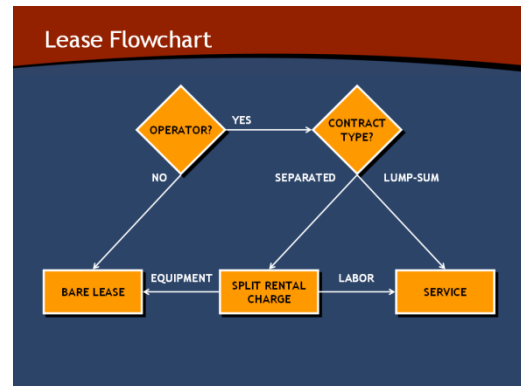 Lease Flowchart
OPERATOR?
YES
CONTRACT
TYPE?
NO
SEPARATED
LUMP-SUM
BARE LEASE
EQUIPMENT
SPLIT RENTAL
CHARGE
LABOR
SERVICE